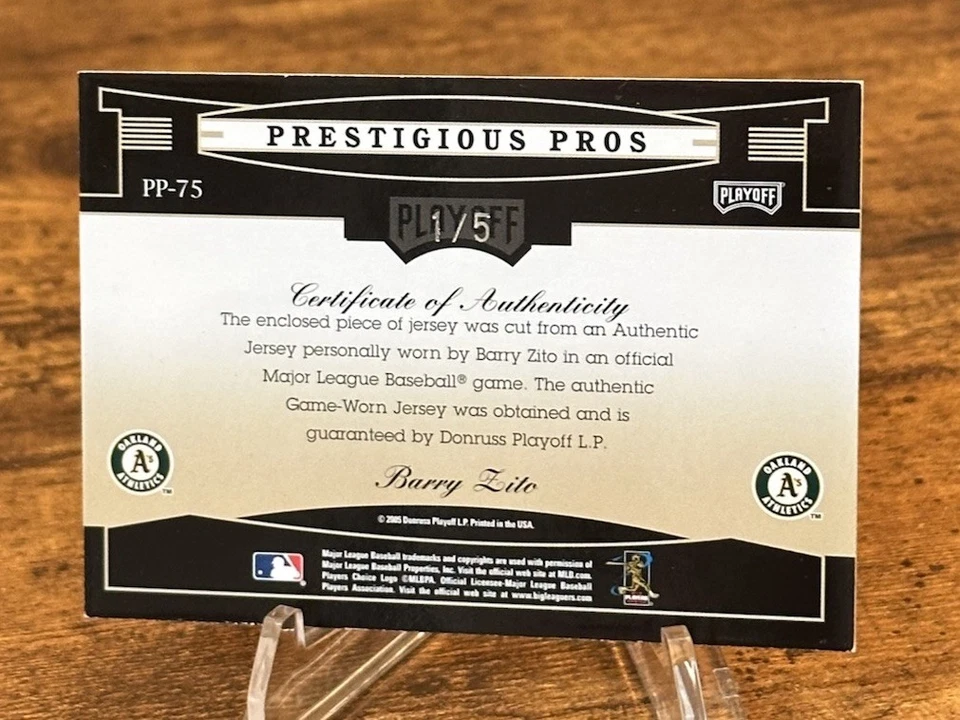 PRESTIGIOUS PROS
PP-75
PLAYOFF
PLAYOFF
1/5
Certificate of Authenticity
The enclosed piece of jersey was cut from an Authentic
Jersey personally worn by Barry Zito in an official
Major League Baseball® game. The authentic
Game-Worn Jersey was obtained and is
guaranteed by Donruss Playoff L.P.
Barry Zito
OAKLAND
A's
ATHLETICS
TM
OAKLAND
A's
ATHLETICS
TM
© 2005 Donruss Playoff L.P. Printed in the USA.
Major League Baseball trademarks and copyrights are used with permission of
Major League Baseball Properties, Inc. Visit the official web site at MLB.com.
Players Choice Logo ©MLBPA. Official Licensee-Major League Baseball
Players Association. Visit the official web site at www.bigleaguers.com
PLAYERS